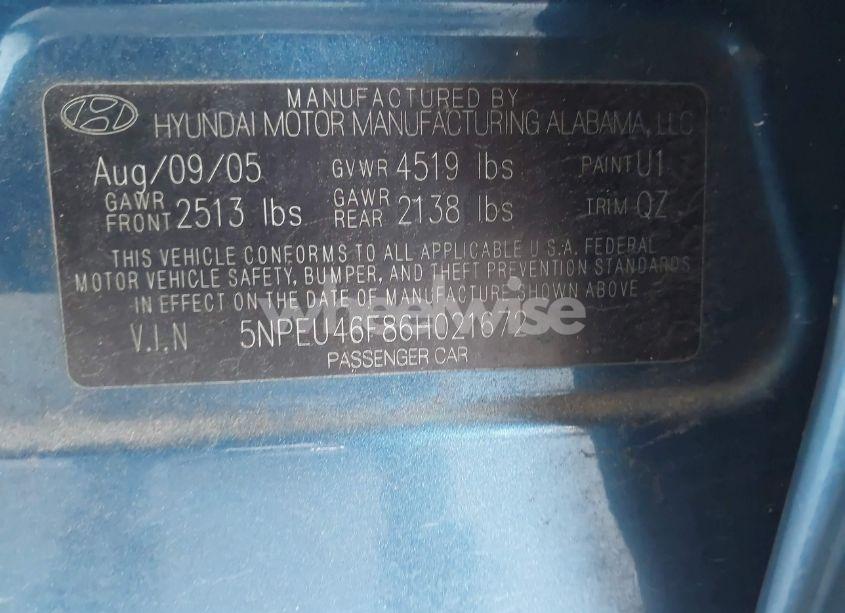 MANUFACTURED BY
HYUNDAI MOTOR MANUFACTURING ALABAMA, LLC
Aug/09/05 GVWR 4519 lbs PAINT U1
GAWR FRONT 2513 lbs GAWR REAR 2138 lbs TRIM QZ
THIS VEHICLE CONFORMS TO ALL APPLICABLE U.S.A. FEDERAL
MOTOR VEHICLE SAFETY, BUMPER, AND THEFT PREVENTION STANDARDS
IN EFFECT ON THE DATE OF MANUFACTURE SHOWN ABOVE
wheelwise
V.I.N 5NPEU46F86H021672
PASSENGER CAR